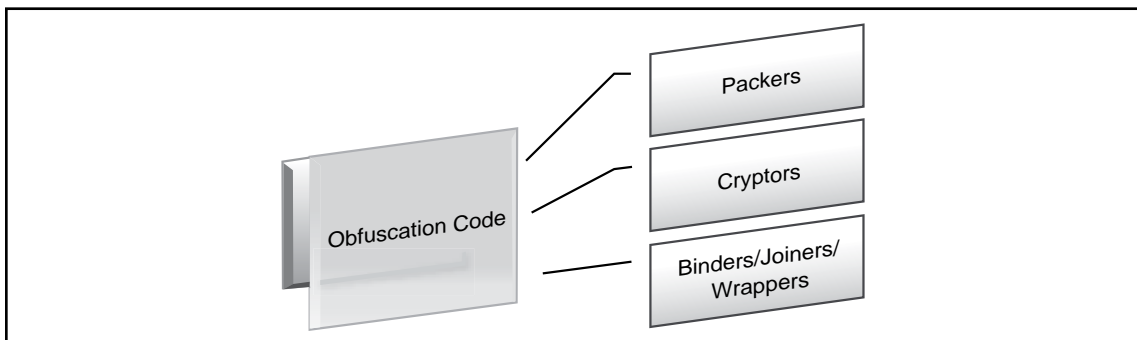 Packers
Cryptors
Obfuscation Code
Binders/Joiners/
Wrappers